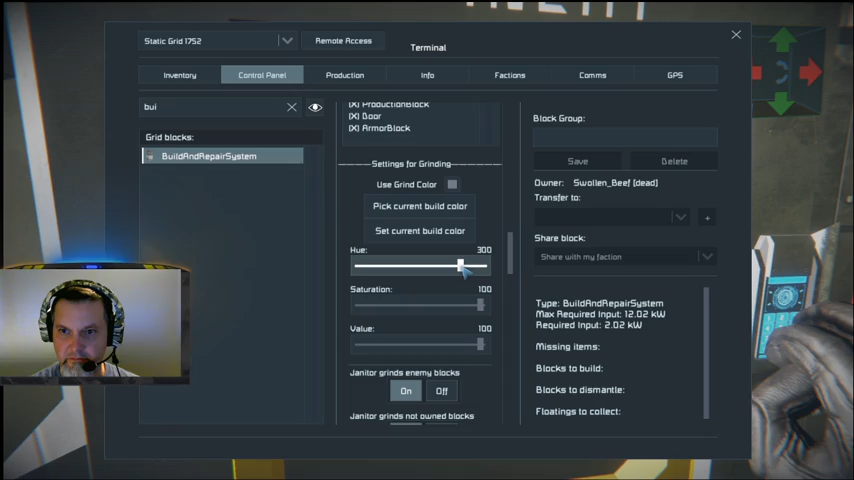 Static Grid 1752
Remote Access
Terminal
Inventory
Control Panel
Production
Info
Factions
Comms
GPS
bui
Grid blocks:
BuildAndRepairSystem
(X) ProductionBlock
(X) Door
(X) ArmorBlock
Settings for Grinding
Use Grind Color
Pick current build color
Set current build color
Hue: 300
Saturation: 100
Value: 100
Janitor grinds enemy blocks
On Off
Janitor grinds not owned blocks
Block Group:
Save Delete
Owner: Swollen_Beef [dead]
Transfer to:
+
Share block:
Share with my faction
Type: BuildAndRepairSystem
Max Required Input: 12.02 kW
Required Input: 2.02 kW
Missing items:
Blocks to build:
Blocks to dismantle:
Floatings to collect: